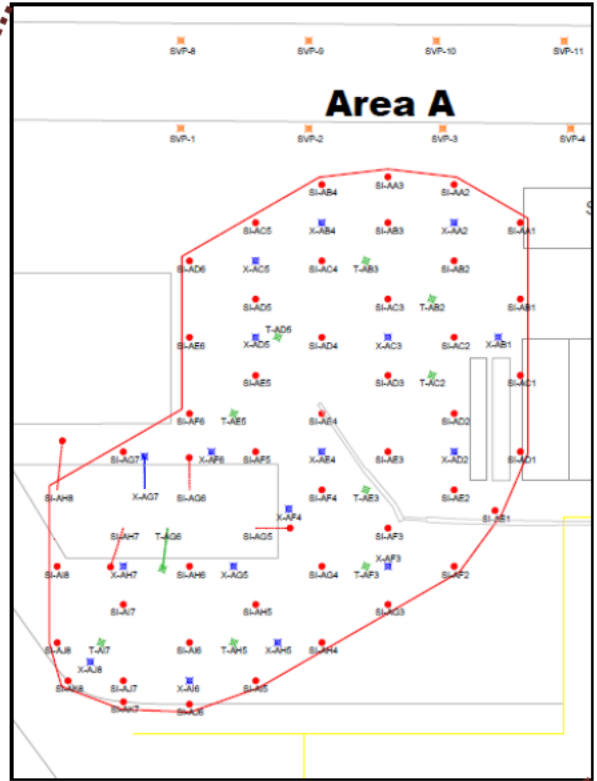 SVP-8 SVP-9 SVP-10 SVP-11
Area A
SVP-1 SVP-2 SVP-3 SVP-4
SI-AB4 SI-AA3 SI-AA2
SI-AC5 X-AB4 SI-AB3 X-AA2 SI-AA1 S
SI-AD6 X-AC5 SI-AC4 T-AB3 SI-AB2
SI-AD5 SI-AC3 T-AB2 SI-AB1
T-AD5
SI-AE6 X-AD5 SI-AD4 X-AC3 SI-AC2 X-AB1
SI-AE5 SI-AD3 T-AC2 SI-AC1
SI-AF6 T-AE5 SI-AE4 SI-AD2
SI-AG7 X-AF6 SI-AF5 X-AE4 SI-AE3 X-AD2 SI-AD1
SI-AH8 X-AG7 SI-AG6 SI-AF4 T-AE3 SI-AE2
X-AF4 SI-AE1
SI-AH7 T-AG6 SI-AG5 SI-AF3
X-AF3
SI-AI8 X-AH7 SI-AH6 X-AG5 SI-AG4 T-AF3 SI-AF2
SI-AI7 SI-AH5 SI-AG3
SI-AJ8 T-AI7 SI-AI6 T-AH5 X-AH5 SI-AH4
X-AJ8
SI-AK8 SI-AJ7 X-AI6 SI-AI5
SI-AK7 SI-AJ6